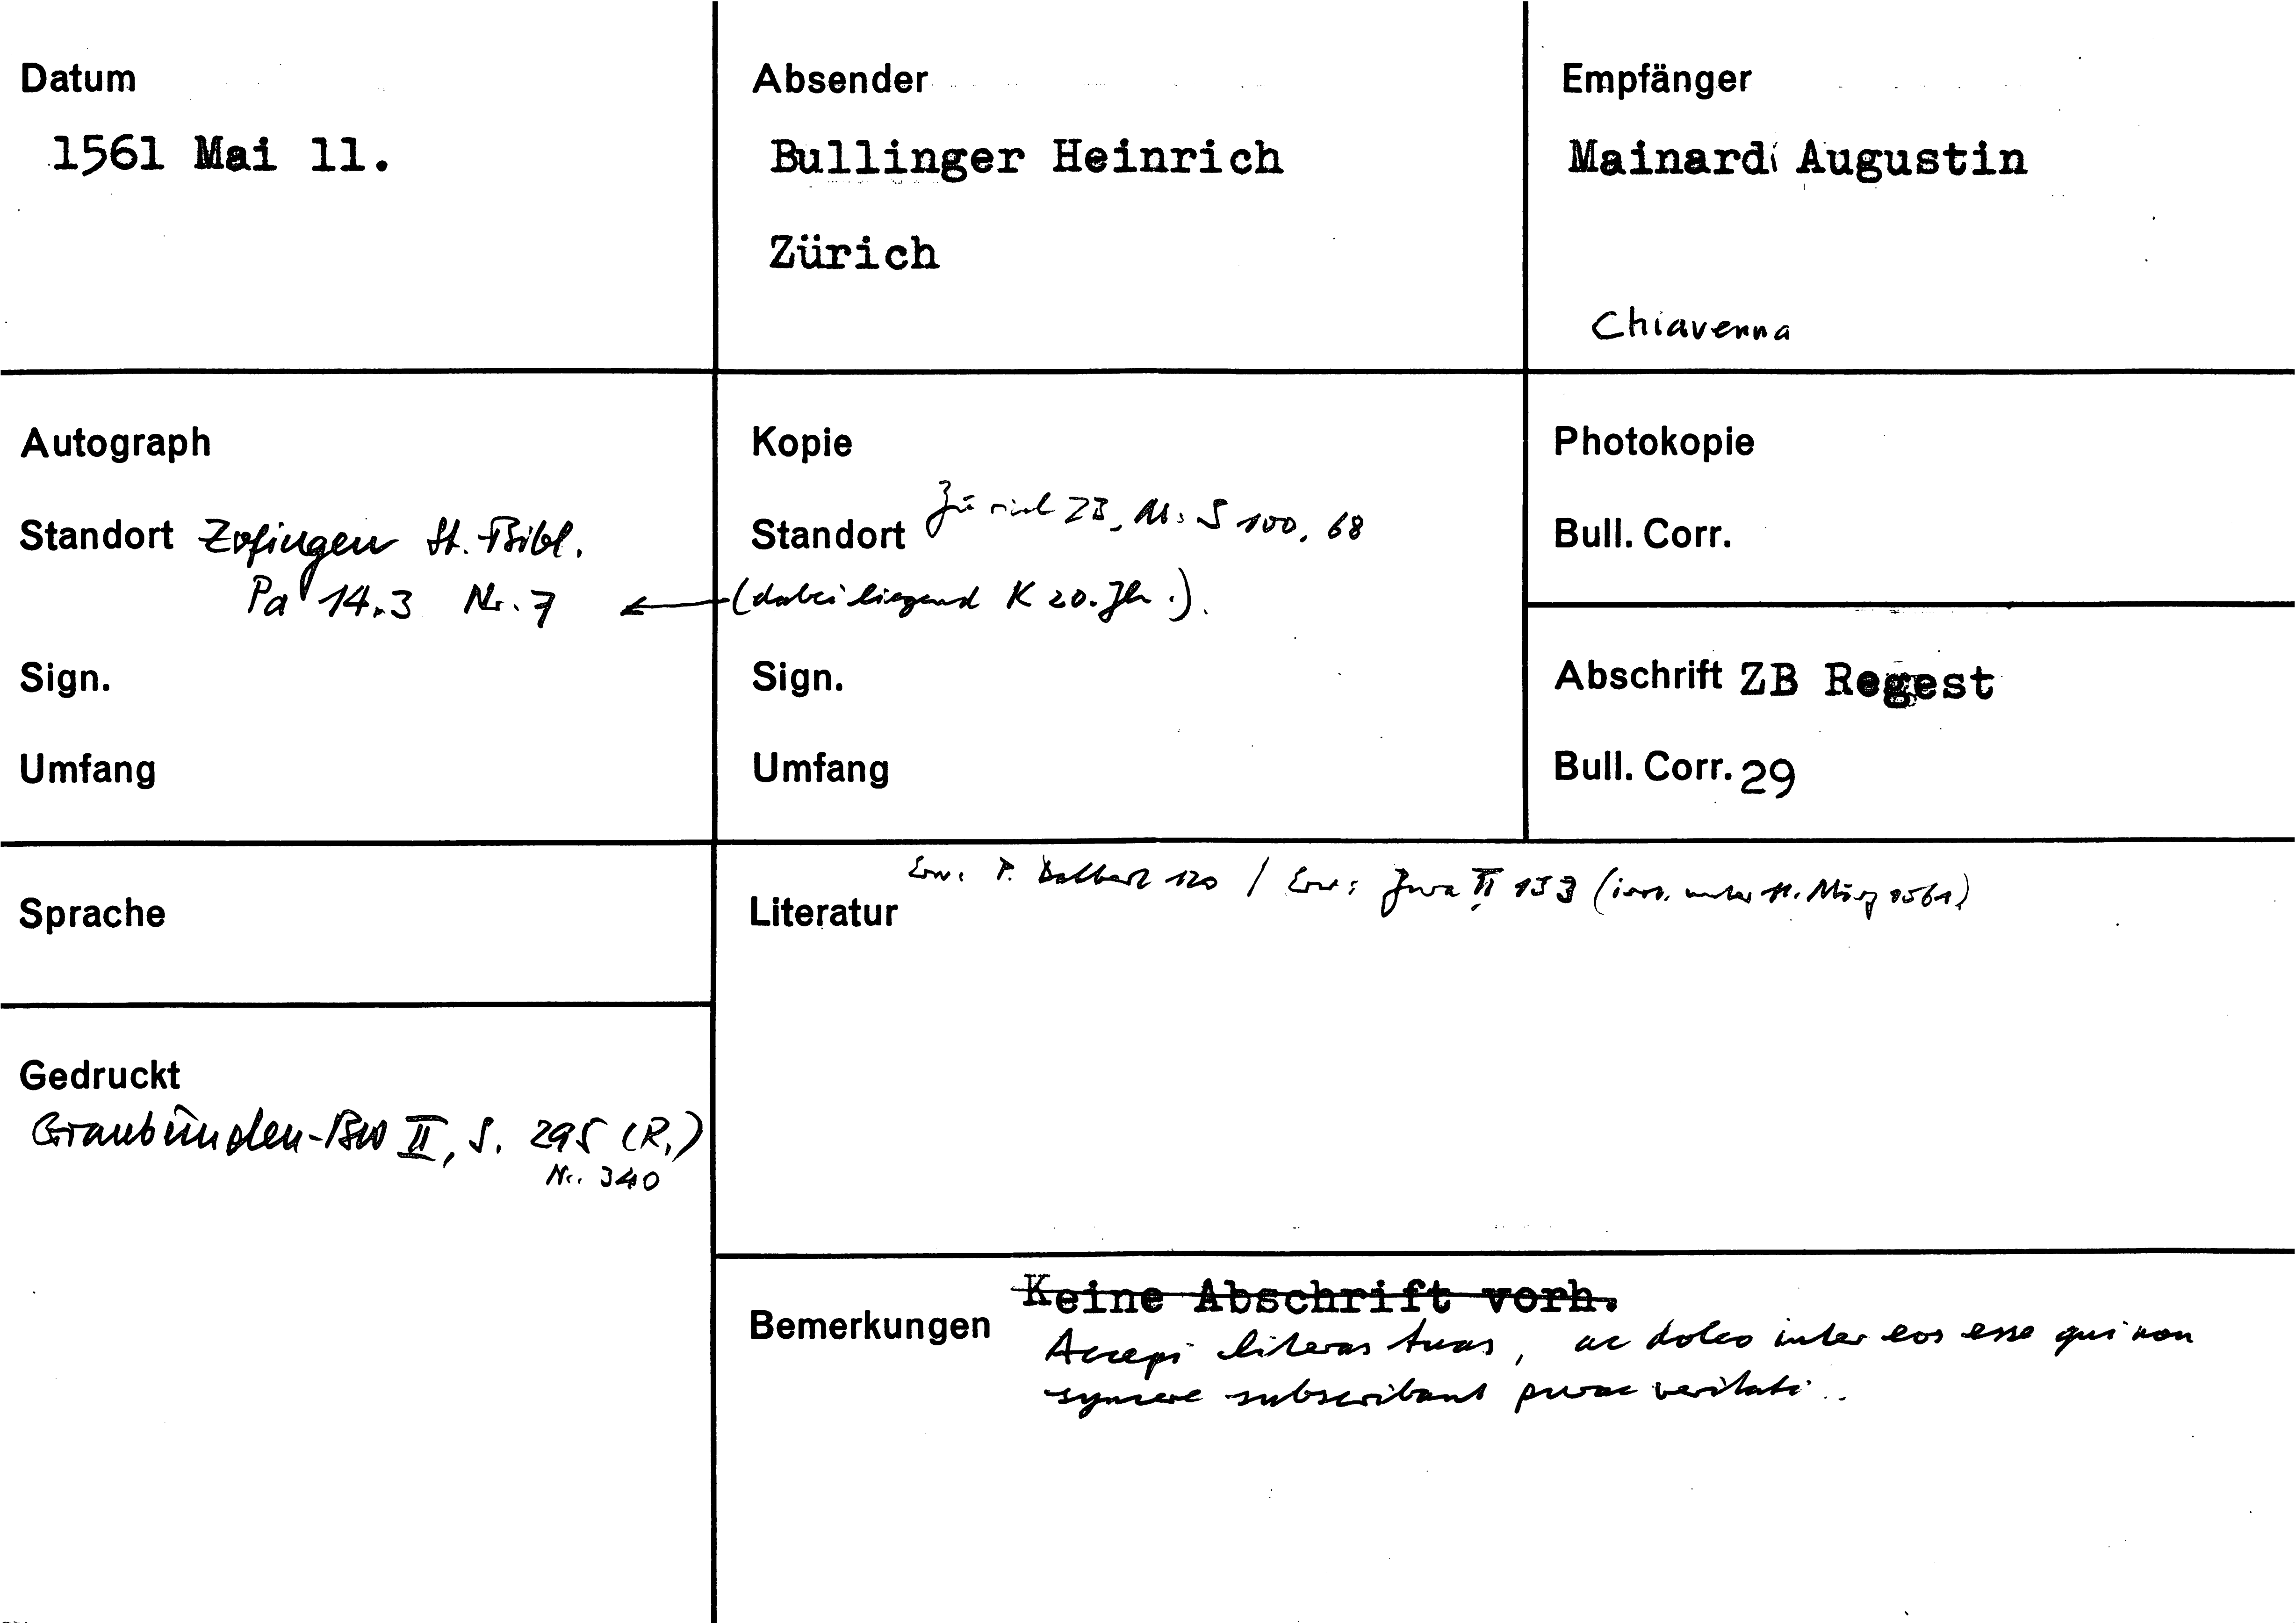 Datum
1561 Mai 11.
Absender
Bullinger Heinrich
Zürich
Empfänger
Mainardi Augustin
Chiavenna
Autograph
Standort Zofingen St. Bibl.
Pa 14.3 Nr. 7
Sign.
Umfang
Kopie
Standort Zürich ZB, Ms S 100, 68
(dabei liegend K 20. Jh.).
Sign.
Umfang
Photokopie
Bull. Corr.
Abschrift ZB Regest
Bull. Corr. 29
Sprache
Literatur Erw. P. 120 / Erw: II 133 (irrt. unter 11. März 1561)
Gedruckt
Graubünden-BW II, S. 295 (R.)
Nr. 340
Bemerkungen Keine Abschrift vorh.
Accepi literas tuas, ac doleo inter eos esse qui non
syncere subscribant purae veritati..